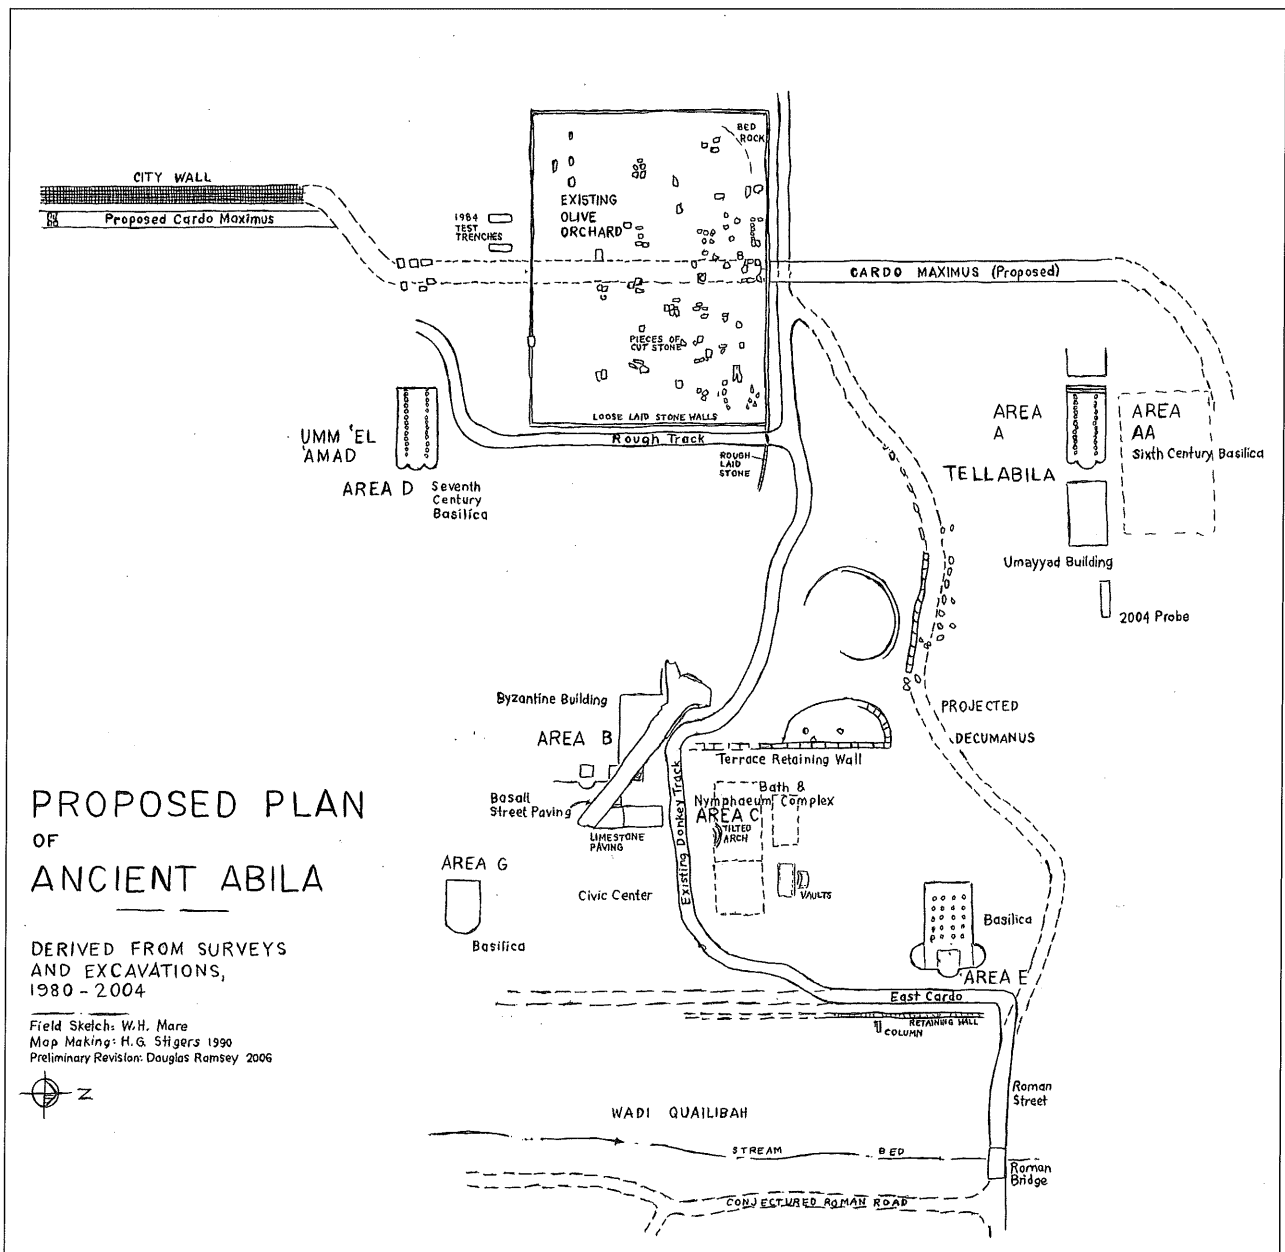 BED
ROCK
CITY WALL
Proposed Cardo Maximus
1984
TEST
TRENCHES
EXISTING
OLIVE
ORCHARD
CARDO MAXIMUS (Proposed)
PIECES OF
CUT STONE
LOOSE LAID STONE WALLS
Rough Track
ROUGH
LAID
STONE
UMM 'EL
'AMAD
AREA D
Seventh
Century
Basilica
AREA
A
AREA
AA
Sixth Century Basilica
TELLABILA
Umayyad Building
2004 Probe
Byzantine Building
AREA B
PROJECTED
DECUMANUS
Terrace Retaining Wall
Basalt
Street Paving
LIMESTONE
PAVING
Existing Donkey Track
Bath &
Nymphaeum Complex
AREA C
TILTED
ARCH
VAULTS
AREA G
Basilica
Civic Center
Basilica
AREA E
East Cardo
RETAINING WALL
COLUMN
PROPOSED PLAN
OF
ANCIENT ABILA
DERIVED FROM SURVEYS
AND EXCAVATIONS,
1980 - 2004
Field Sketch: W.H. Mare
Map Making: H.G. Stigers 1990
Preliminary Revision: Douglas Ramsey 2006
Z
Roman
Street
WADI QUAILIBAH
STREAM BED
Roman
Bridge
CONJECTURED ROMAN ROAD